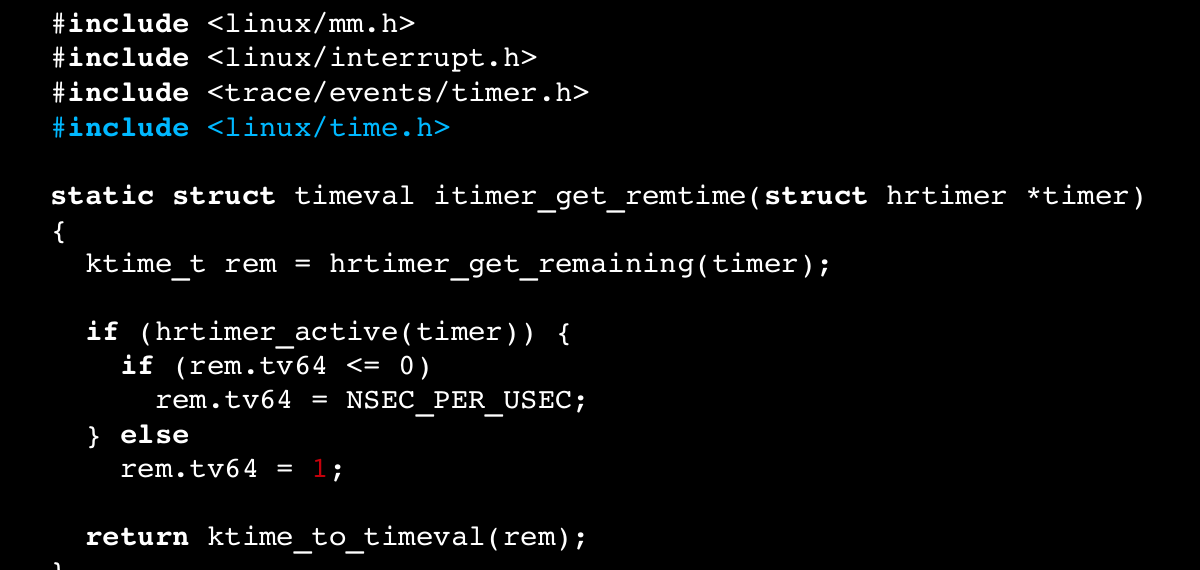 #include <linux/mm.h>
#include <linux/interrupt.h>
#include <trace/events/timer.h>
#include <linux/time.h>
static struct timeval itimer_get_remtime(struct hrtimer *timer)
{
ktime_t rem = hrtimer_get_remaining(timer);
if (hrtimer_active(timer)) {
if (rem.tv64 <= 0)
rem.tv64 = NSEC_PER_USEC;
} else
rem.tv64 = 1;
return ktime_to_timeval(rem);
}